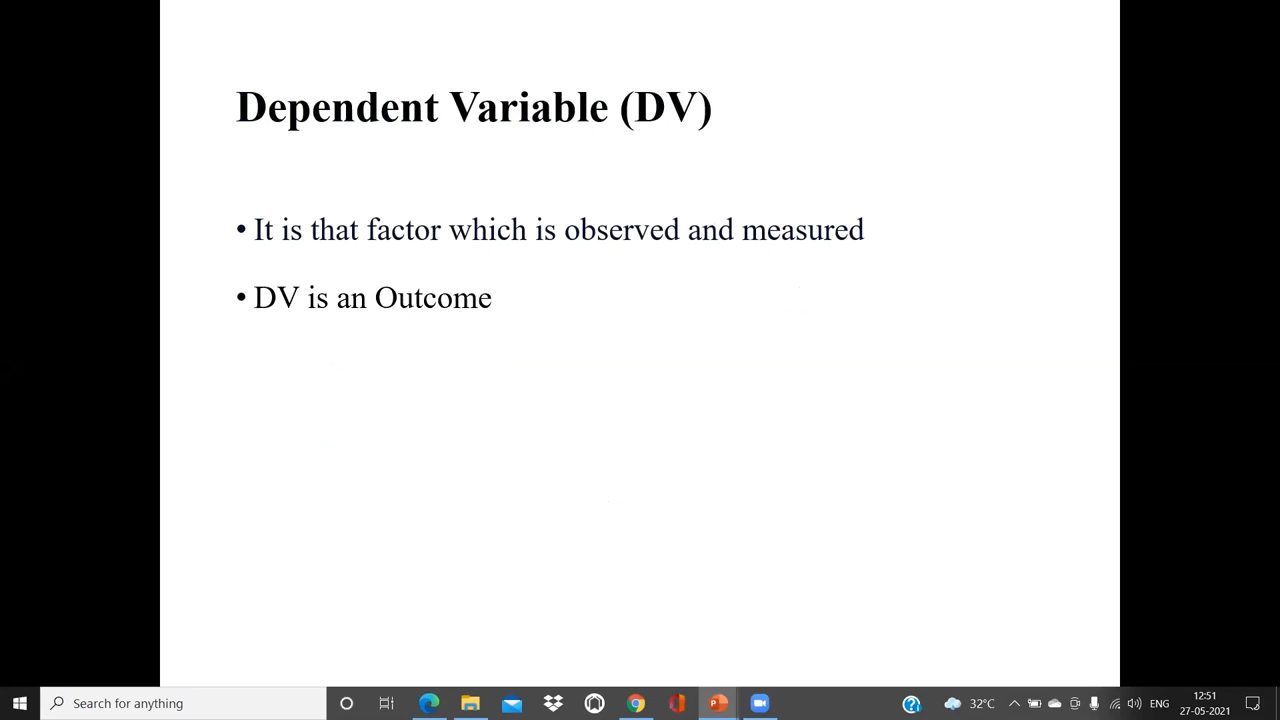 Dependent Variable (DV)
• It is that factor which is observed and measured
• DV is an Outcome
Search for anything
32°C
ENG
12:51
27-05-2021